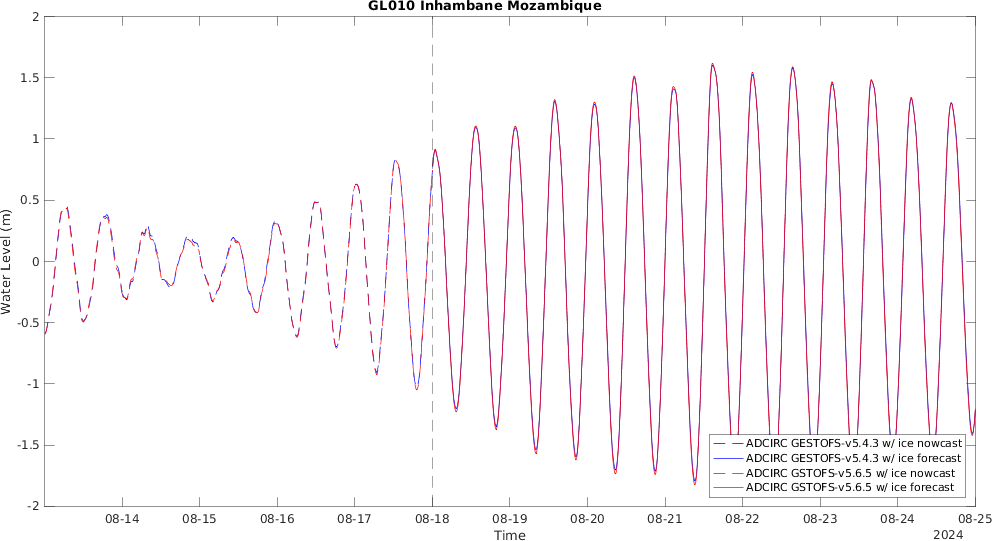 GL010 Inhambane Mozambique
2
1.5
1
0.5
0
-0.5
-1
-1.5
-2
Water Level (m)
ADCIRC GESTOFS-v5.4.3 w/ ice nowcast
ADCIRC GESTOFS-v5.4.3 w/ ice forecast
ADCIRC GSTOFS-v5.6.5 w/ ice nowcast
ADCIRC GSTOFS-v5.6.5 w/ ice forecast
08-14 08-15 08-16 08-17 08-18 08-19 08-20 08-21 08-22 08-23 08-24 08-25
Time
2024